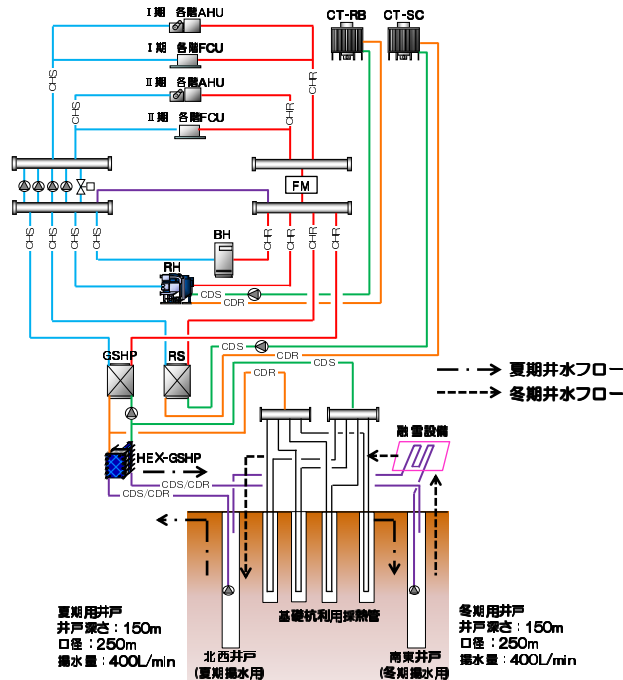 Ⅰ期 各階AHU
CT-RB
CT-SC
Ⅰ期 各階FCU
Ⅱ期 各階AHU
Ⅱ期 各階FCU
CHS
CHS
CHR
CHR
FM
CHS
CHS
CHS
CHS
CHR
CHR
CHR
CHR
BH
RH
CDS
CDR
GSHP
RS
CDR
CDS
CDR
夏期井水フロー
冬期井水フロー
融雪設備
HEX-GSHP
CDS/CDR
CDS/CDR
基礎杭利用採熱管
夏期用井戸
井戸深さ：150m
口径：250m
揚水量：400L/min
北西井戸
(夏期揚水用)
南東井戸
(冬期揚水用)
冬期用井戸
井戸深さ：150m
口径：250m
揚水量：400L/min